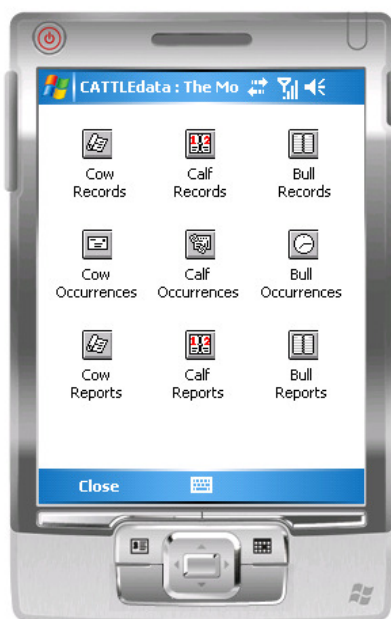 CATTLEdata : The Mo
Cow
Records
Calf
Records
Bull
Records
Cow
Occurrences
Calf
Occurrences
Bull
Occurrences
Cow
Reports
Calf
Reports
Bull
Reports
Close